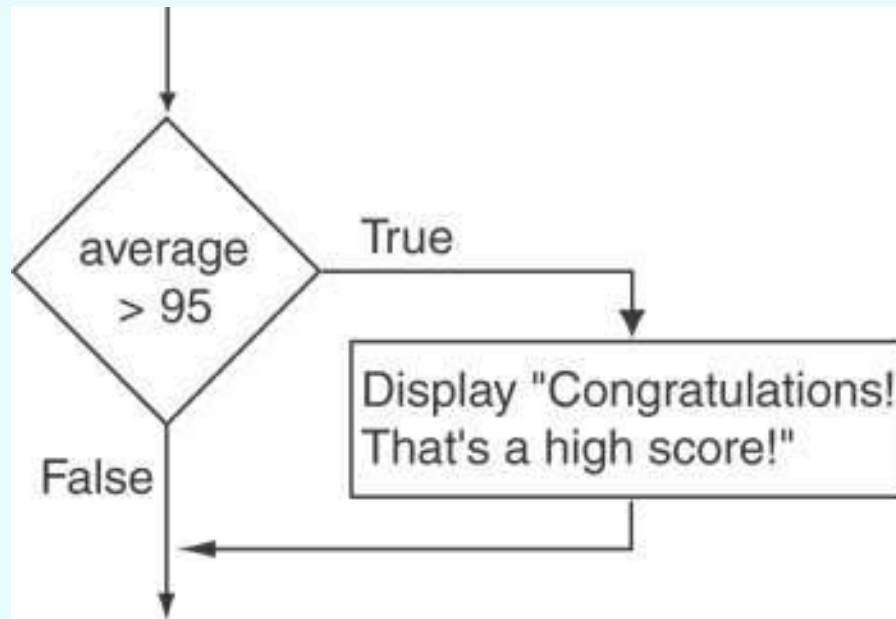 average
> 95
True
Display "Congratulations!
That's a high score!"
False